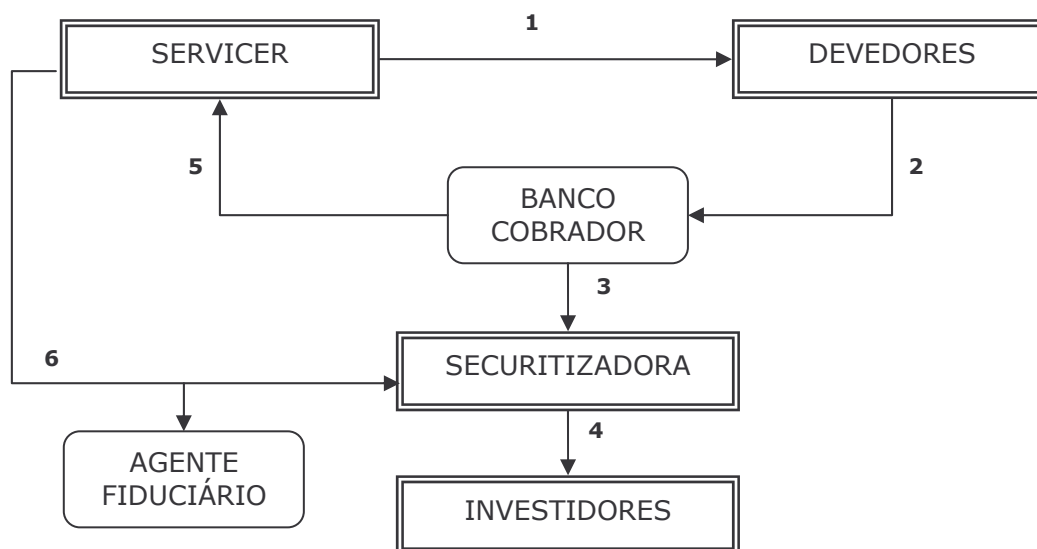 1
SERVICER
DEVEDORES
5
2
BANCO
COBRADOR
3
6
SECURITIZADORA
4
AGENTE
FIDUCIÁRIO
INVESTIDORES